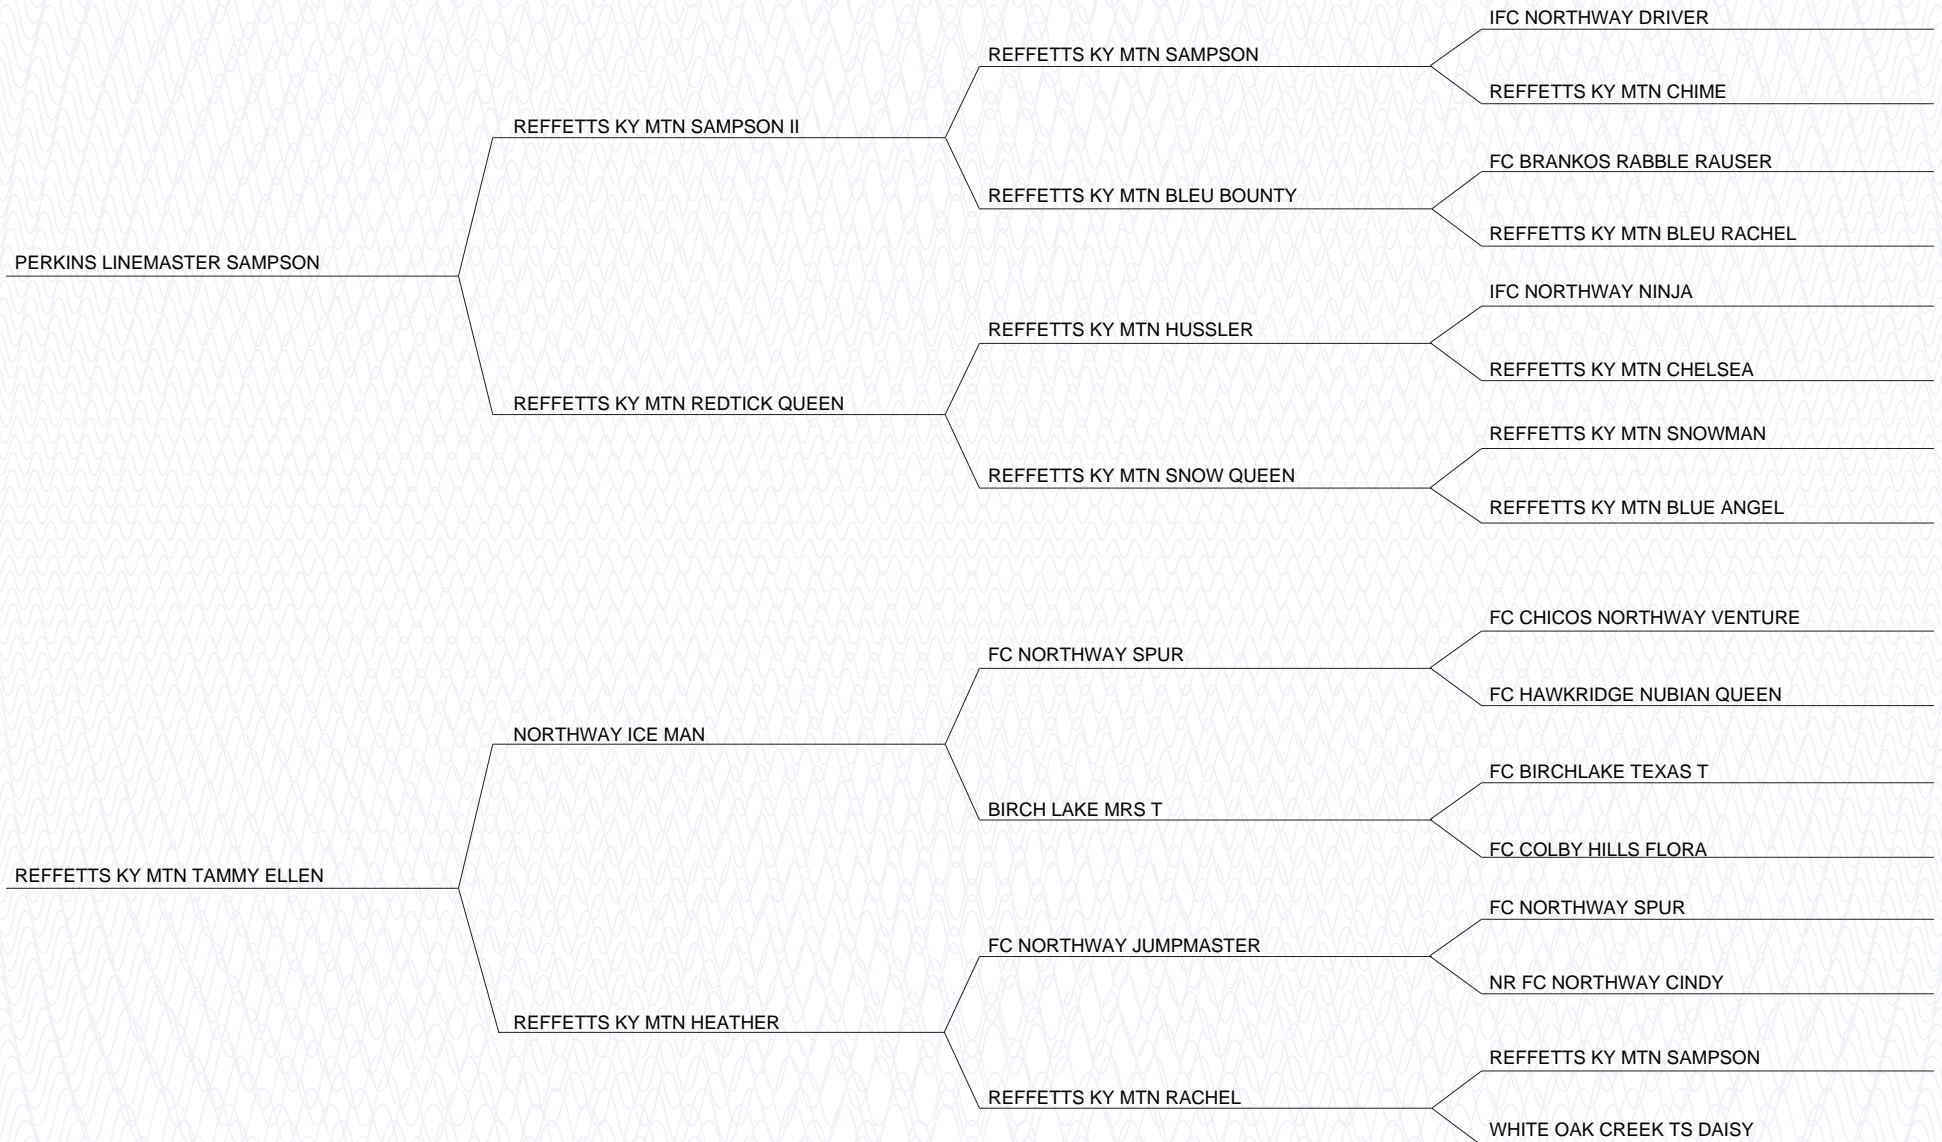 IFC NORTHWAY DRIVER
REFFETTS KY MTN SAMPSON
REFFETTS KY MTN CHIME
REFFETTS KY MTN SAMPSON II
FC BRANKOS RABBLE RAUSER
REFFETTS KY MTN BLEU BOUNTY
REFFETTS KY MTN BLEU RACHEL
PERKINS LINEMASTER SAMPSON
IFC NORTHWAY NINJA
REFFETTS KY MTN HUSSLER
REFFETTS KY MTN CHELSEA
REFFETTS KY MTN REDTICK QUEEN
REFFETTS KY MTN SNOWMAN
REFFETTS KY MTN SNOW QUEEN
REFFETTS KY MTN BLUE ANGEL
FC CHICOS NORTHWAY VENTURE
FC NORTHWAY SPUR
FC HAWKRIDGE NUBIAN QUEEN
NORTHWAY ICE MAN
FC BIRCHLAKE TEXAS T
BIRCH LAKE MRS T
FC COLBY HILLS FLORA
REFFETTS KY MTN TAMMY ELLEN
FC NORTHWAY SPUR
FC NORTHWAY JUMPMASTER
NR FC NORTHWAY CINDY
REFFETTS KY MTN HEATHER
REFFETTS KY MTN SAMPSON
REFFETTS KY MTN RACHEL
WHITE OAK CREEK TS DAISY